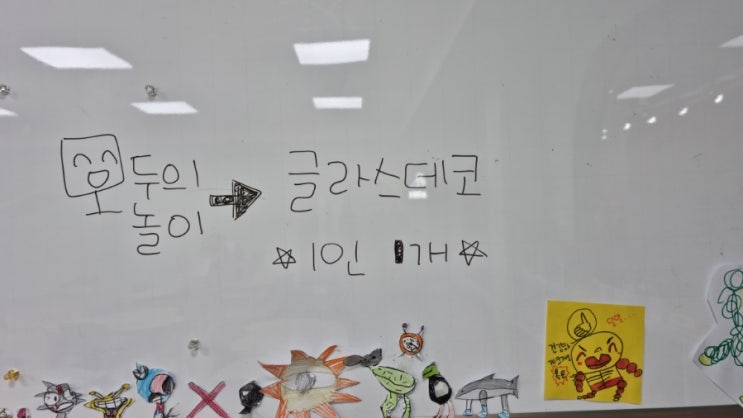 모두의
놀이 → 글라스데코
☆ 1인 1개 ☆